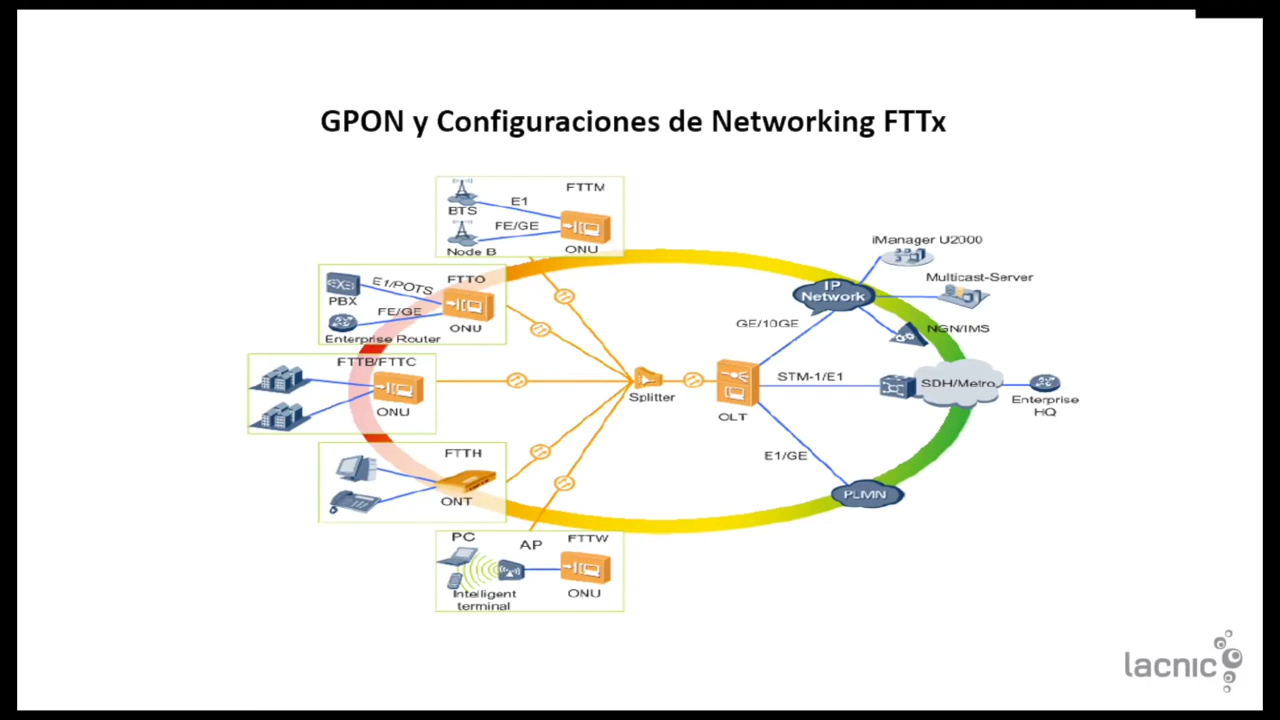 GPON y Configuraciones de Networking FTTx
FTTM
BTS
E1
FE/GE
Node B
ONU
FTTO
E1/POTS
PBX
FE/GE
ONU
Enterprise Router
FTTB/FTTC
ONU
FTTH
ONT
PC
AP
FTTW
Intelligent
terminal
ONU
Splitter
OLT
GE/10GE
STM-1/E1
E1/GE
IP
Network
iManager U2000
Multicast-Server
NGN/IMS
SDH/Metro
Enterprise
HQ
PLMN
lacnic